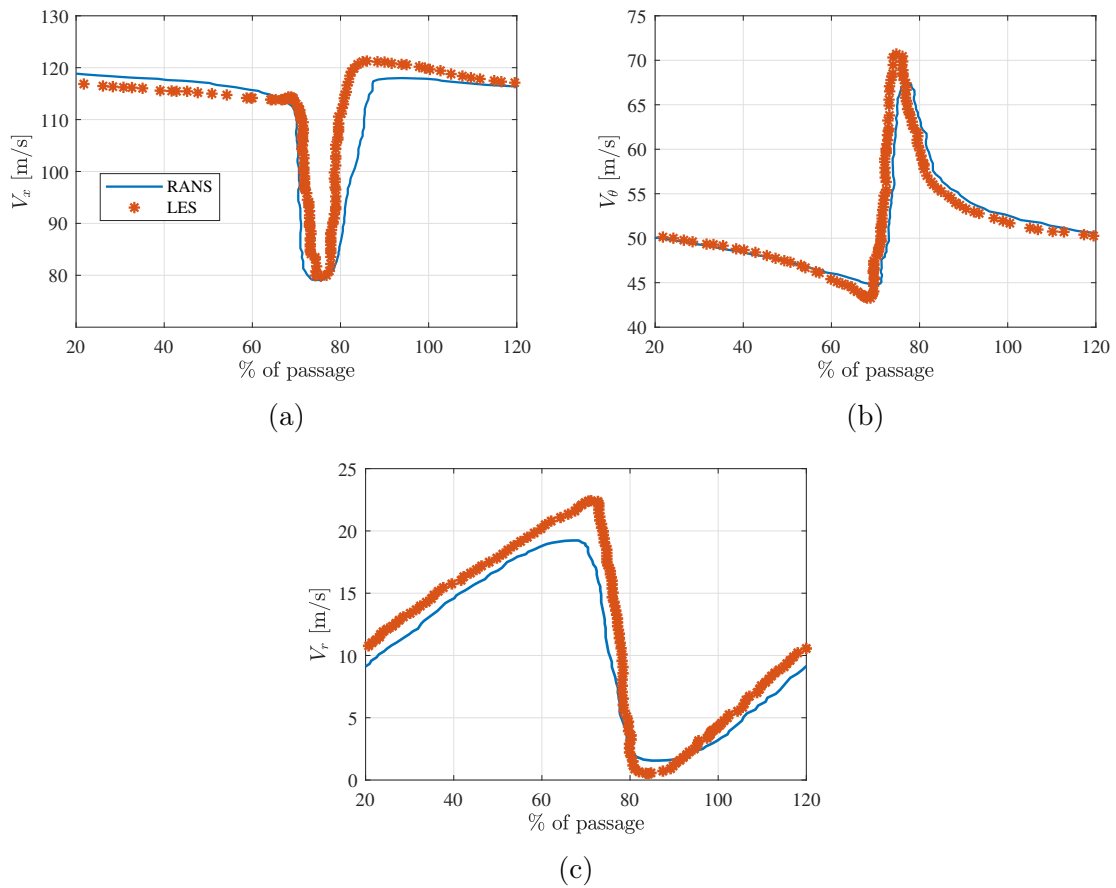 130
120
110
100
90
80
V_x [m/s]
RANS
LES
20 40 60 80 100 120
% of passage
(a)
75
70
65
60
55
50
45
40
V_θ [m/s]
20 40 60 80 100 120
% of passage
(b)
25
20
15
10
5
0
V_r [m/s]
20 40 60 80 100 120
% of passage
(c)